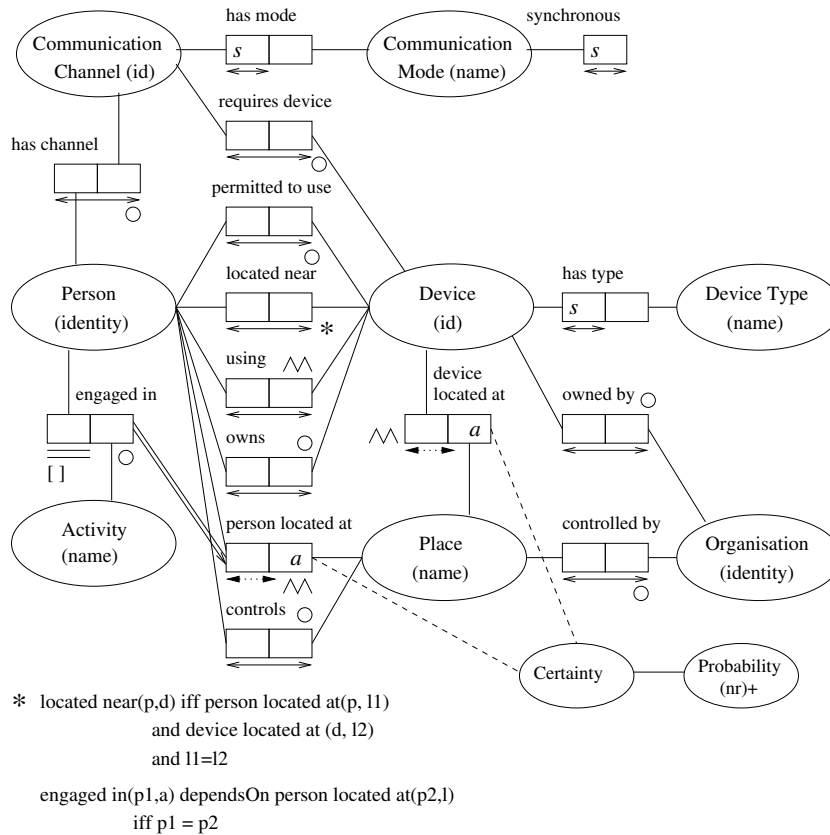 has mode
synchronous
Communication
Channel (id)
s
Communication
Mode (name)
s
requires device
has channel
permitted to use
located near
has type
Person
(identity)
*
Device
(id)
s
Device Type
(name)
using
device
located at
engaged in
owned by
a
owns
[ ]
Activity
(name)
person located at
a
Place
(name)
controlled by
Organisation
(identity)
controls
Certainty
Probability
(nr)+
* located near(p,d) iff person located at(p, l1)
and device located at (d, l2)
and l1=l2
engaged in(p1,a) dependsOn person located at(p2,l)
iff p1 = p2